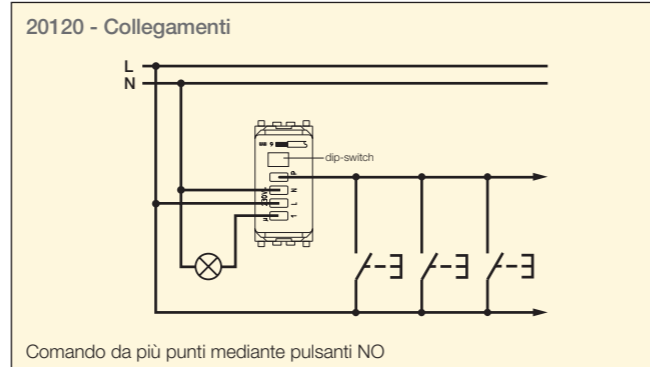 20120 - Collegamenti
L
N
dip-switch
P
N
L
1
Comando da più punti mediante pulsanti NO